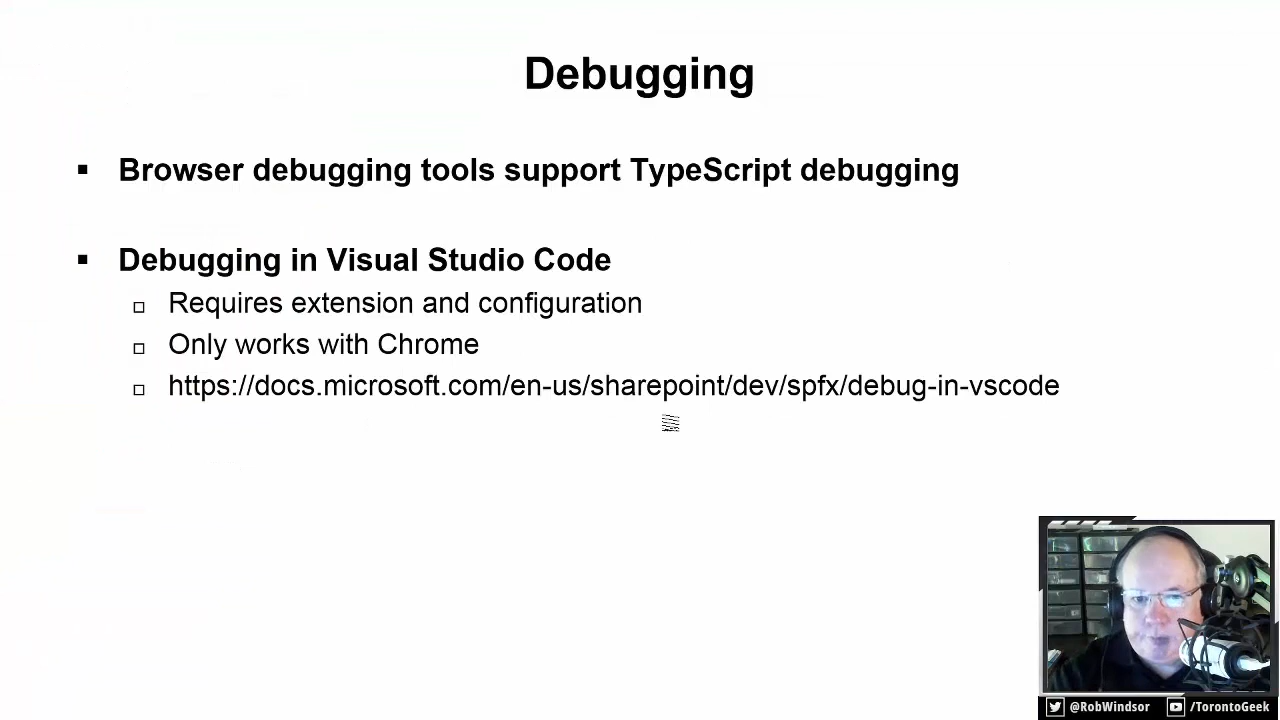 Debugging
Browser debugging tools support TypeScript debugging
Debugging in Visual Studio Code
Requires extension and configuration
Only works with Chrome
https://docs.microsoft.com/en-us/sharepoint/dev/spfx/debug-in-vscode
@RobWindsor /TorontoGeek